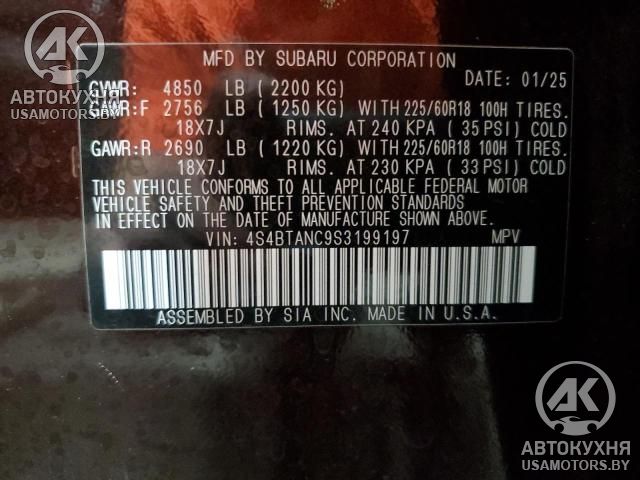 MFD BY SUBARU CORPORATION
GVWR: 4850 LB (2200 KG) DATE: 01/25
GAWR:F 2756 LB (1250 KG) WITH 225/60R18 100H TIRES.
18X7J RIMS. AT 240 KPA (35 PSI) COLD
GAWR:R 2690 LB (1220 KG) WITH 225/60R18 100H TIRES.
18X7J RIMS. AT 230 KPA (33 PSI) COLD
THIS VEHICLE CONFORMS TO ALL APPLICABLE FEDERAL MOTOR
VEHICLE SAFETY AND THEFT PREVENTION STANDARDS
IN EFFECT ON THE DATE OF MANUFACTURE SHOWN ABOVE.
VIN: 4S4BTANC9S3199197 MPV
ASSEMBLED BY SIA INC. MADE IN U.S.A.
АК
АВТОКУХНЯ
USAMOTORS.BY
АК
АВТОКУХНЯ
USAMOTORS.BY